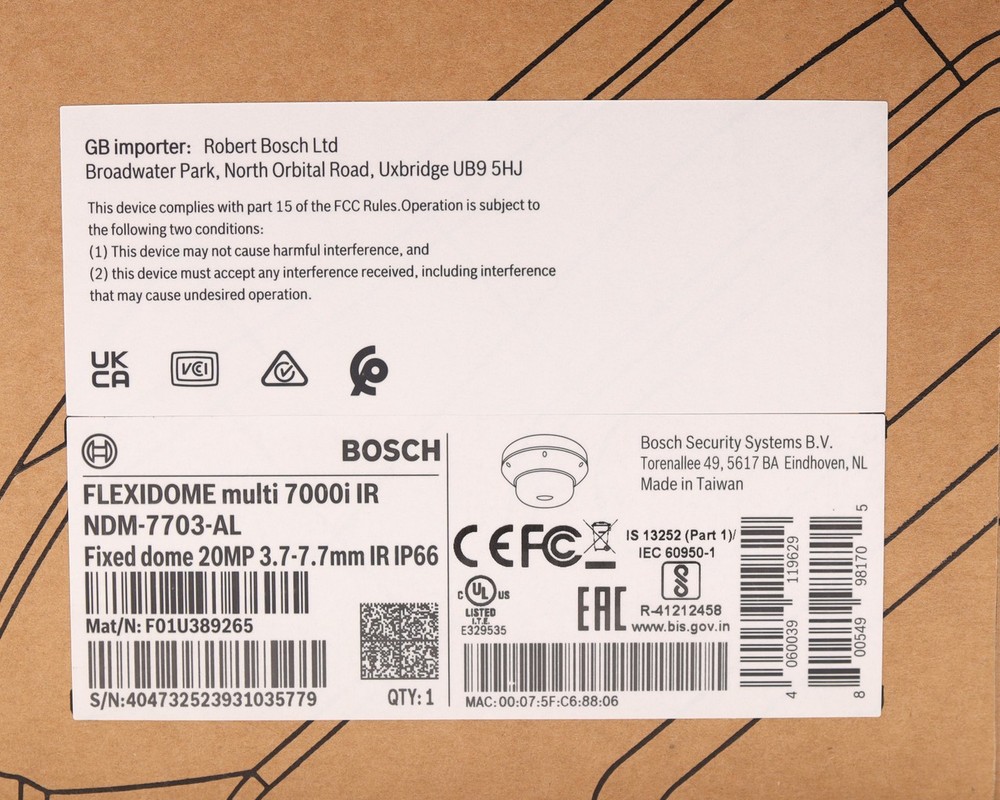 GB importer: Robert Bosch Ltd
Broadwater Park, North Orbital Road, Uxbridge UB9 5HJ
This device complies with part 15 of the FCC Rules.Operation is subject to
the following two conditions:
(1) This device may not cause harmful interference, and
(2) this device must accept any interference received, including interference
that may cause undesired operation.
UK
CA
VCI
BOSCH
FLEXIDOME multi 7000i IR
NDM-7703-AL
Fixed dome 20MP 3.7-7.7mm IR IP66
Mat/N: F01U389265
S/N:404732523931035779
QTY: 1
Bosch Security Systems B.V.
Torenallee 49, 5617 BA Eindhoven, NL
Made in Taiwan
CE FC
IS 13252 (Part 1)/
IEC 60950-1
C UL US
LISTED
I.T.E.
E329535
EAC
R-41212458
www.bis.gov.in
MAC: 00:07:5F:C6:88:06
4 060039 119629
8 00549 98170 5